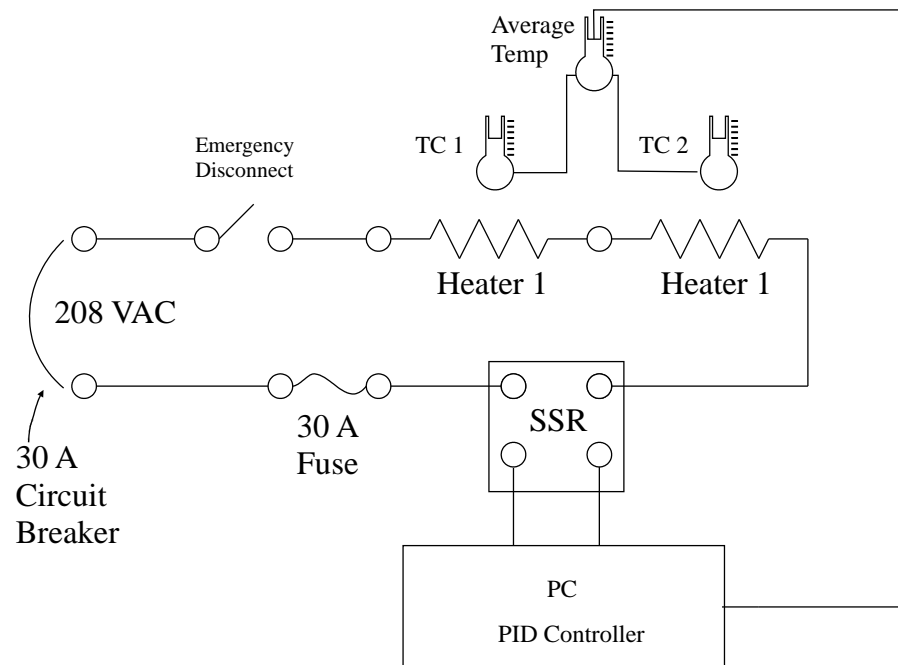 Average
Temp
TC 1
TC 2
Emergency
Disconnect
Heater 1
Heater 1
208 VAC
30 A
Circuit
Breaker
30 A
Fuse
SSR
PC
PID Controller